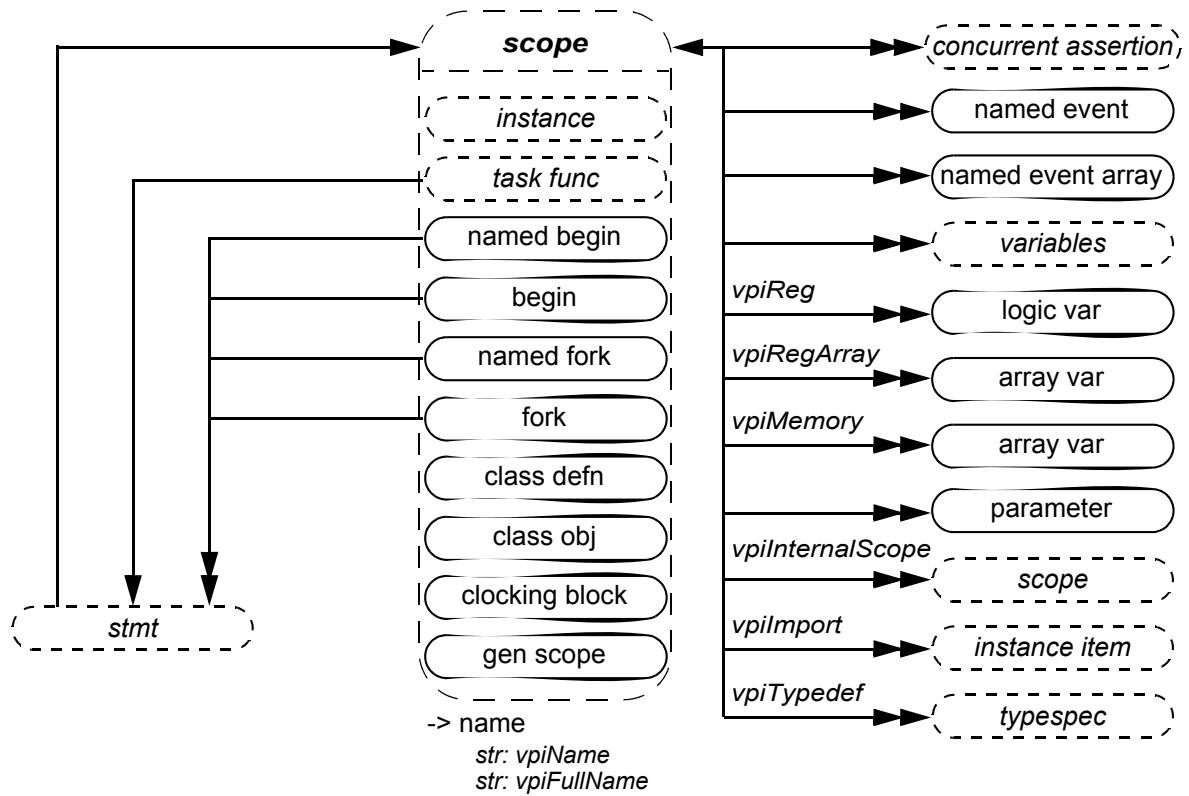 scope
instance
task func
named begin
begin
named fork
fork
class defn
class obj
clocking block
gen scope
-> name
str: vpiName
str: vpiFullName
stmt
concurrent assertion
named event
named event array
variables
vpiReg
logic var
vpiRegArray
array var
vpiMemory
array var
parameter
vpiInternalScope
scope
vpiImport
instance item
vpiTypedef
typespec